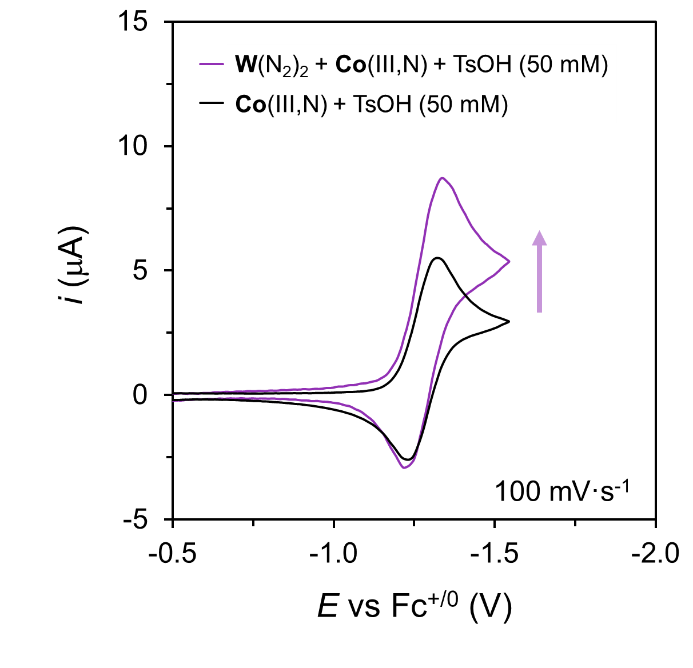 15
W(N₂)₂ + Co(III,N) + TsOH (50 mM)
Co(III,N) + TsOH (50 mM)
10
i (μA)
5
0
100 mV·s⁻¹
-5
-0.5 -1.0 -1.5 -2.0
E vs Fc⁺/⁰ (V)